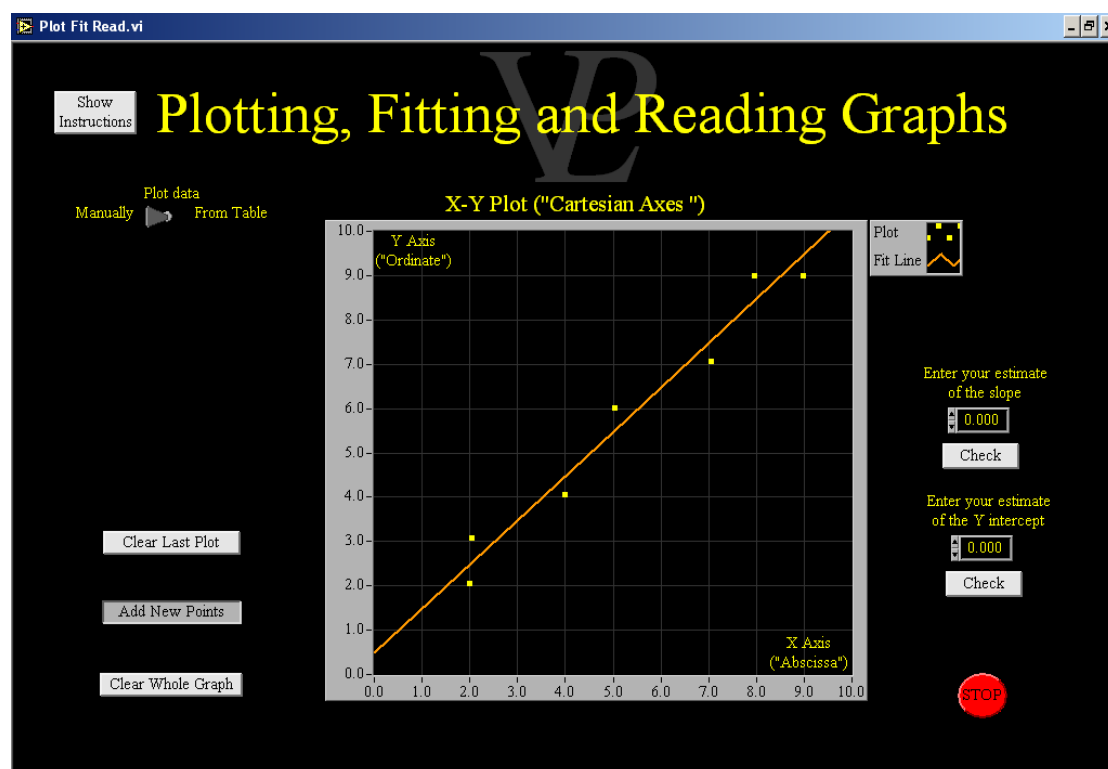 Plot Fit Read.vi
VPL
Show
Instructions
Plotting, Fitting and Reading Graphs
Plot data
Manually
From Table
X-Y Plot ("Cartesian Axes ")
Y Axis
("Ordinate")
10.0
9.0
8.0
7.0
6.0
5.0
4.0
3.0
2.0
1.0
0.0
0.0 1.0 2.0 3.0 4.0 5.0 6.0 7.0 8.0 9.0 10.0
X Axis
("Abscissa")
Plot
Fit Line
Enter your estimate
of the slope
0.000
Check
Enter your estimate
of the Y intercept
0.000
Check
Clear Last Plot
Add New Points
Clear Whole Graph
STOP